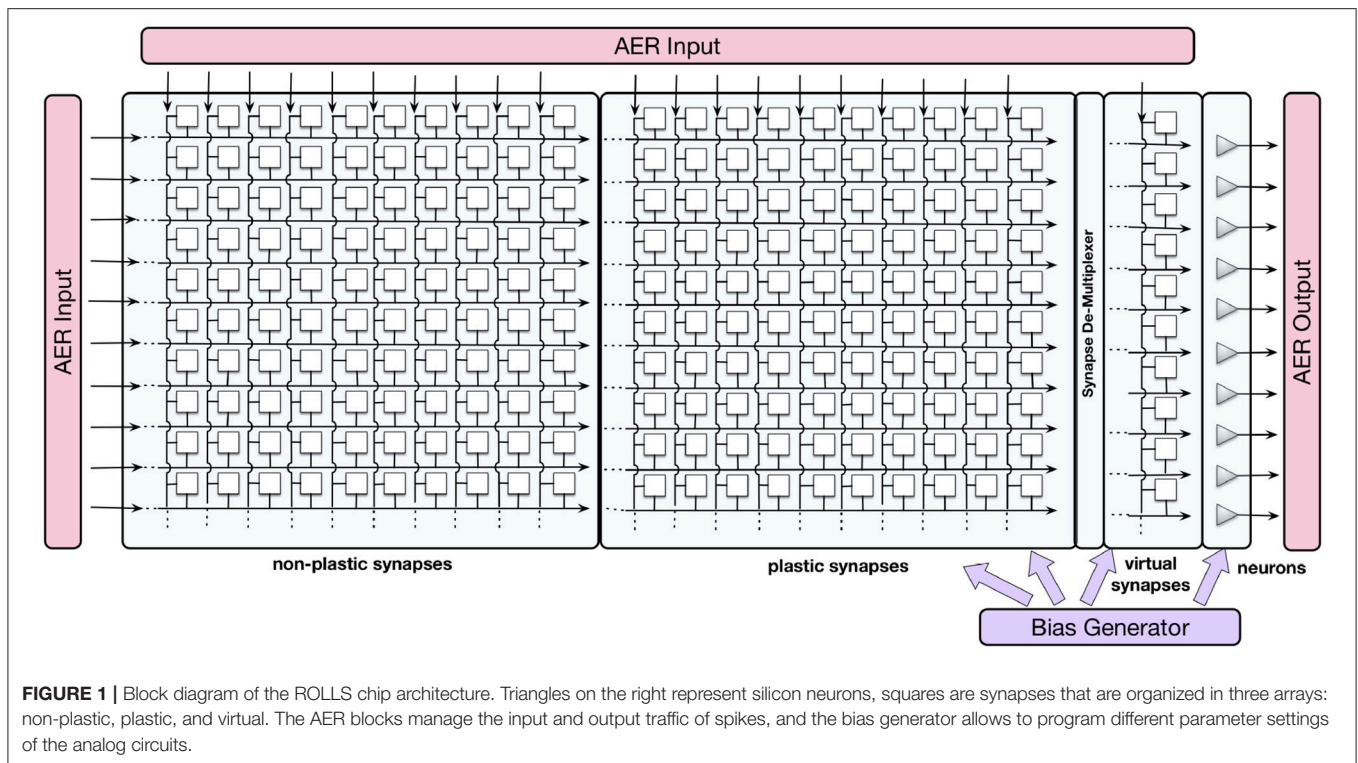 AER Input
AER Input
Synapse De-Multiplexer
AER Output
non-plastic synapses
plastic synapses
virtual
synapses
neurons
Bias Generator
FIGURE 1 | Block diagram of the ROLLS chip architecture. Triangles on the right represent silicon neurons, squares are synapses that are organized in three arrays:
non-plastic, plastic, and virtual. The AER blocks manage the input and output traffic of spikes, and the bias generator allows to program different parameter settings
of the analog circuits.